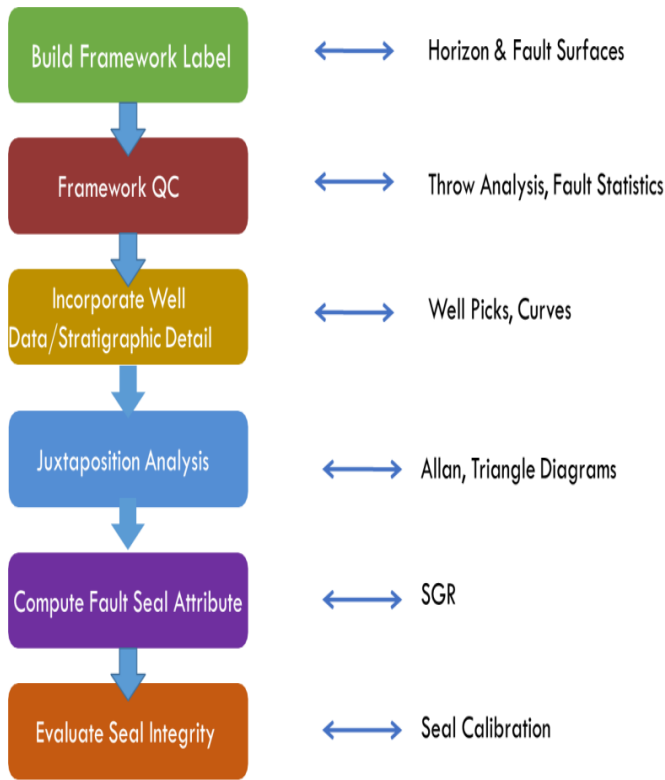 Build Framework Label
Horizon & Fault Surfaces
Framework QC
Throw Analysis, Fault Statistics
Incorporate Well
Data/Stratigraphic Detail
Well Picks, Curves
Juxtaposition Analysis
Allan, Triangle Diagrams
Compute Fault Seal Attribute
SGR
Evaluate Seal Integrity
Seal Calibration